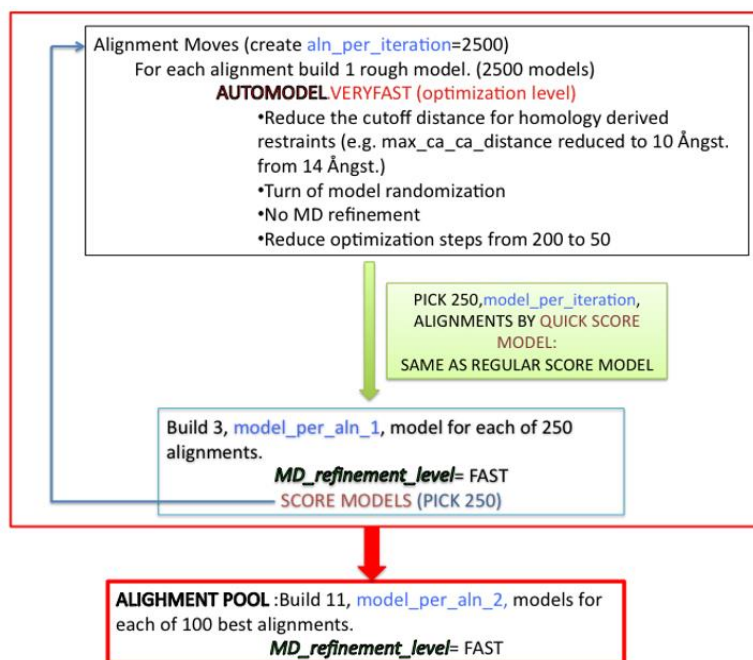 Alignment Moves (create aln_per_iteration=2500)
For each alignment build 1 rough model. (2500 models)
AUTOMODEL.VERYFAST (optimization level)
•Reduce the cutoff distance for homology derived
restraints (e.g. max_ca_ca_distance reduced to 10 Ångst.
from 14 Ångst.)
•Turn of model randomization
•No MD refinement
•Reduce optimization steps from 200 to 50
PICK 250,model_per_iteration,
ALIGNMENTS BY QUICK SCORE
MODEL:
SAME AS REGULAR SCORE MODEL
Build 3, model_per_aln_1, model for each of 250
alignments.
MD_refinement_level= FAST
SCORE MODELS (PICK 250)
ALIGHMENT POOL :Build 11, model_per_aln_2, models for
each of 100 best alignments.
MD_refinement_level= FAST